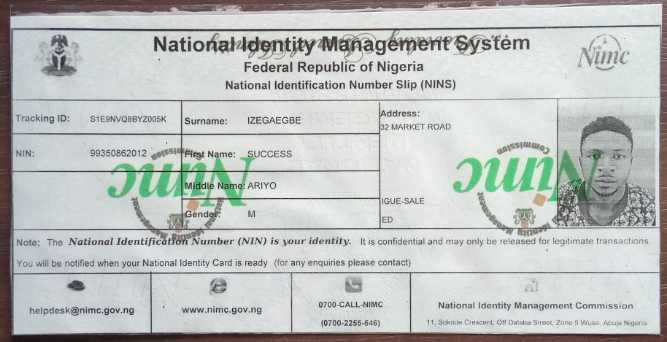 National Identity Management System
Federal Republic of Nigeria
National Identification Number Slip (NINS)
Nimc
Tracking ID: S1E9NVQ8BYZ005K
Surname: IZEGAEGBE
Address:
32 MARKET ROAD
NIN: 99350862012
First Name: SUCCESS
Middle Name: ARIYO
Gender: M
IGUE-SALE
ED
Nimc
Commission
Nimc
Commission
Note: The National Identification Number (NIN) is your identity. It is confidential and may only be released for legitimate transactions.
You will be notified when your National Identity Card is ready (for any enquiries please contact)
helpdesk@nimc.gov.ng
www.nimc.gov.ng
0700-CALL-NIMC
(0700-2255-646)
National Identity Management Commission
11, Sokode Crescent, Off Dalaba Street, Zone 5 Wuse, Abuja Nigeria